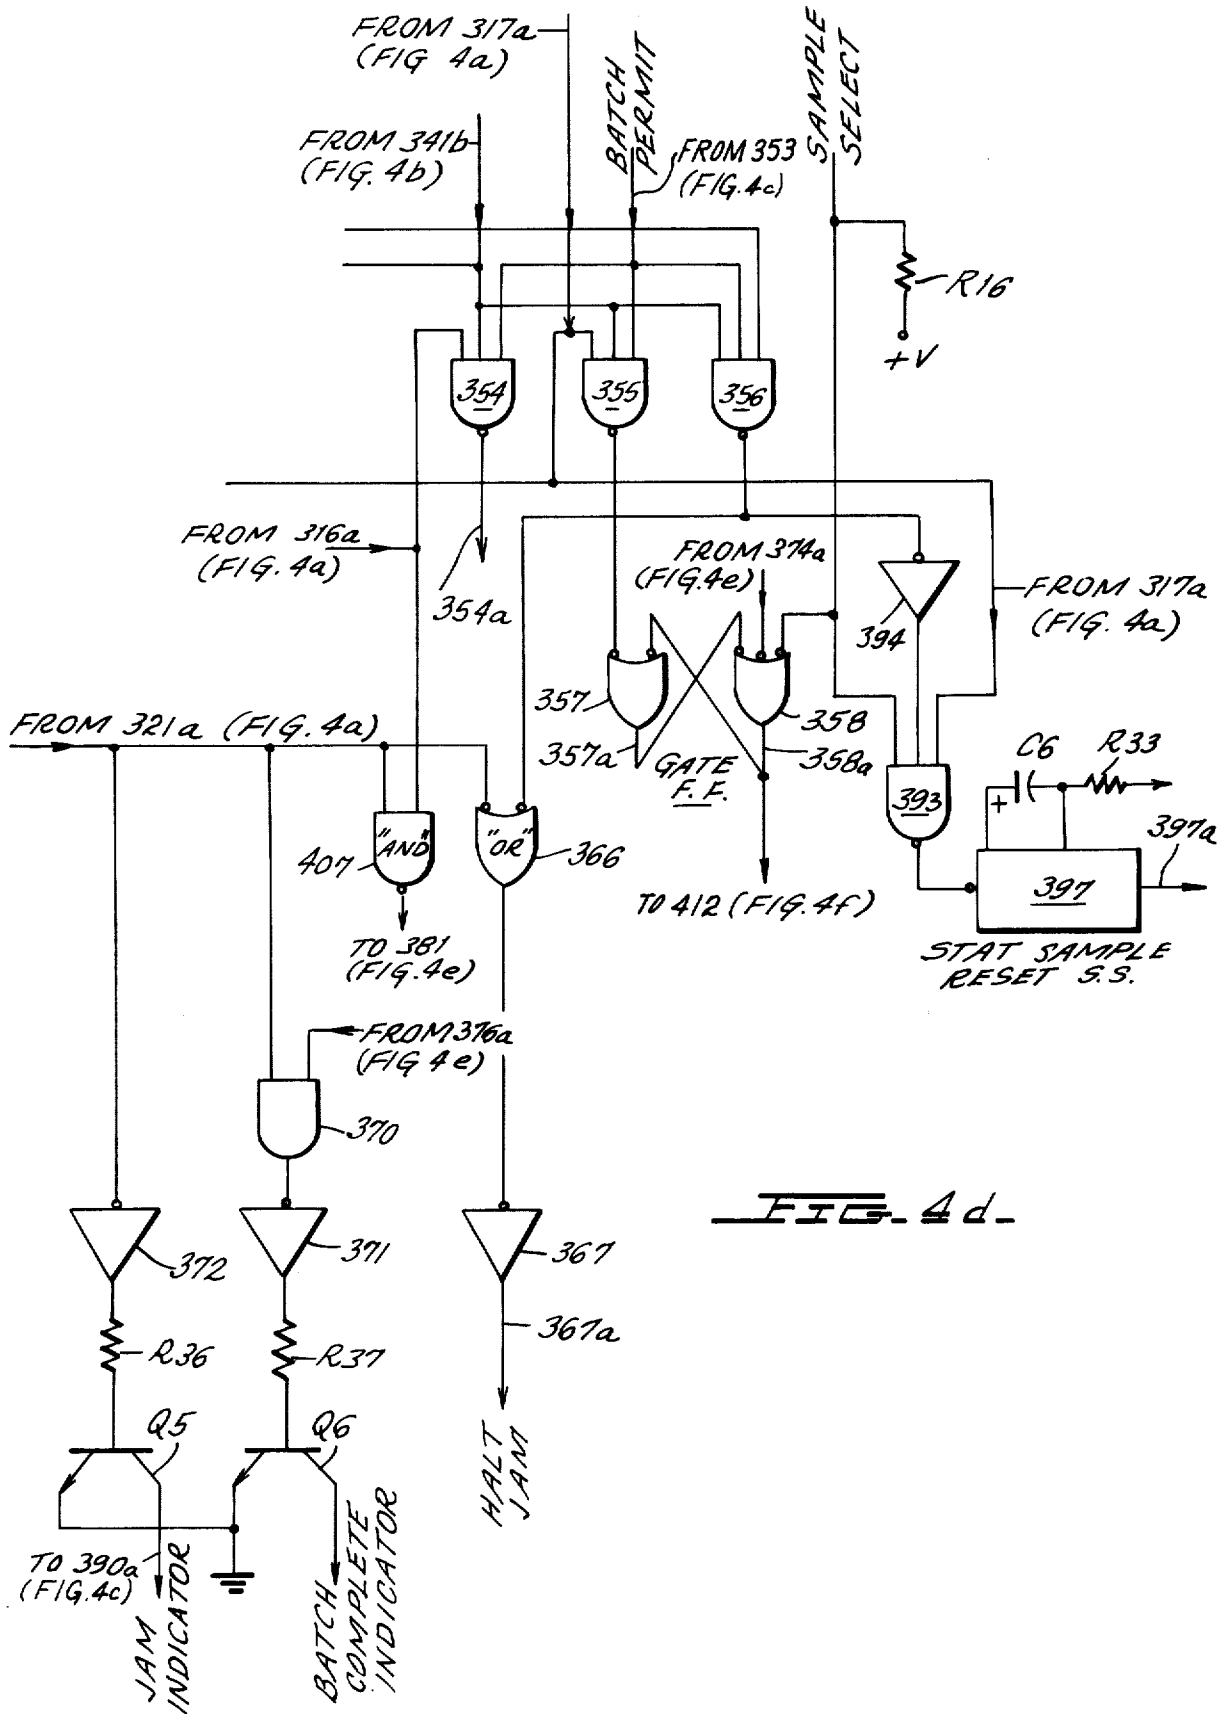 FROM 317a
(FIG 4a)
BATCH
PERMIT
SAMPLE
SELECT
FROM 341b
(FIG. 4b)
FROM 353
(FIG.4c)
R16
+V
354
355
356
FROM 316a
(FIG. 4a)
354a
FROM 374a
(FIG.4e)
394
FROM 317a
(FIG. 4a)
357
358
FROM 321a (FIG. 4a)
357a
GATE
F.F.
358a
C6
R33
+
393
397a
"AND"
407
"OR"
366
397
TO 381
(FIG.4e)
TO 412 (FIG.4f)
STAT SAMPLE
RESET S.S.
FROM 376a
(FIG 4e)
370
FIG. 4d.
372
371
367
R36
R37
367a
Q5
Q6
HALT
JAM
TO 390a
(FIG.4c)
JAM
INDICATOR
BATCH
COMPLETE
INDICATOR